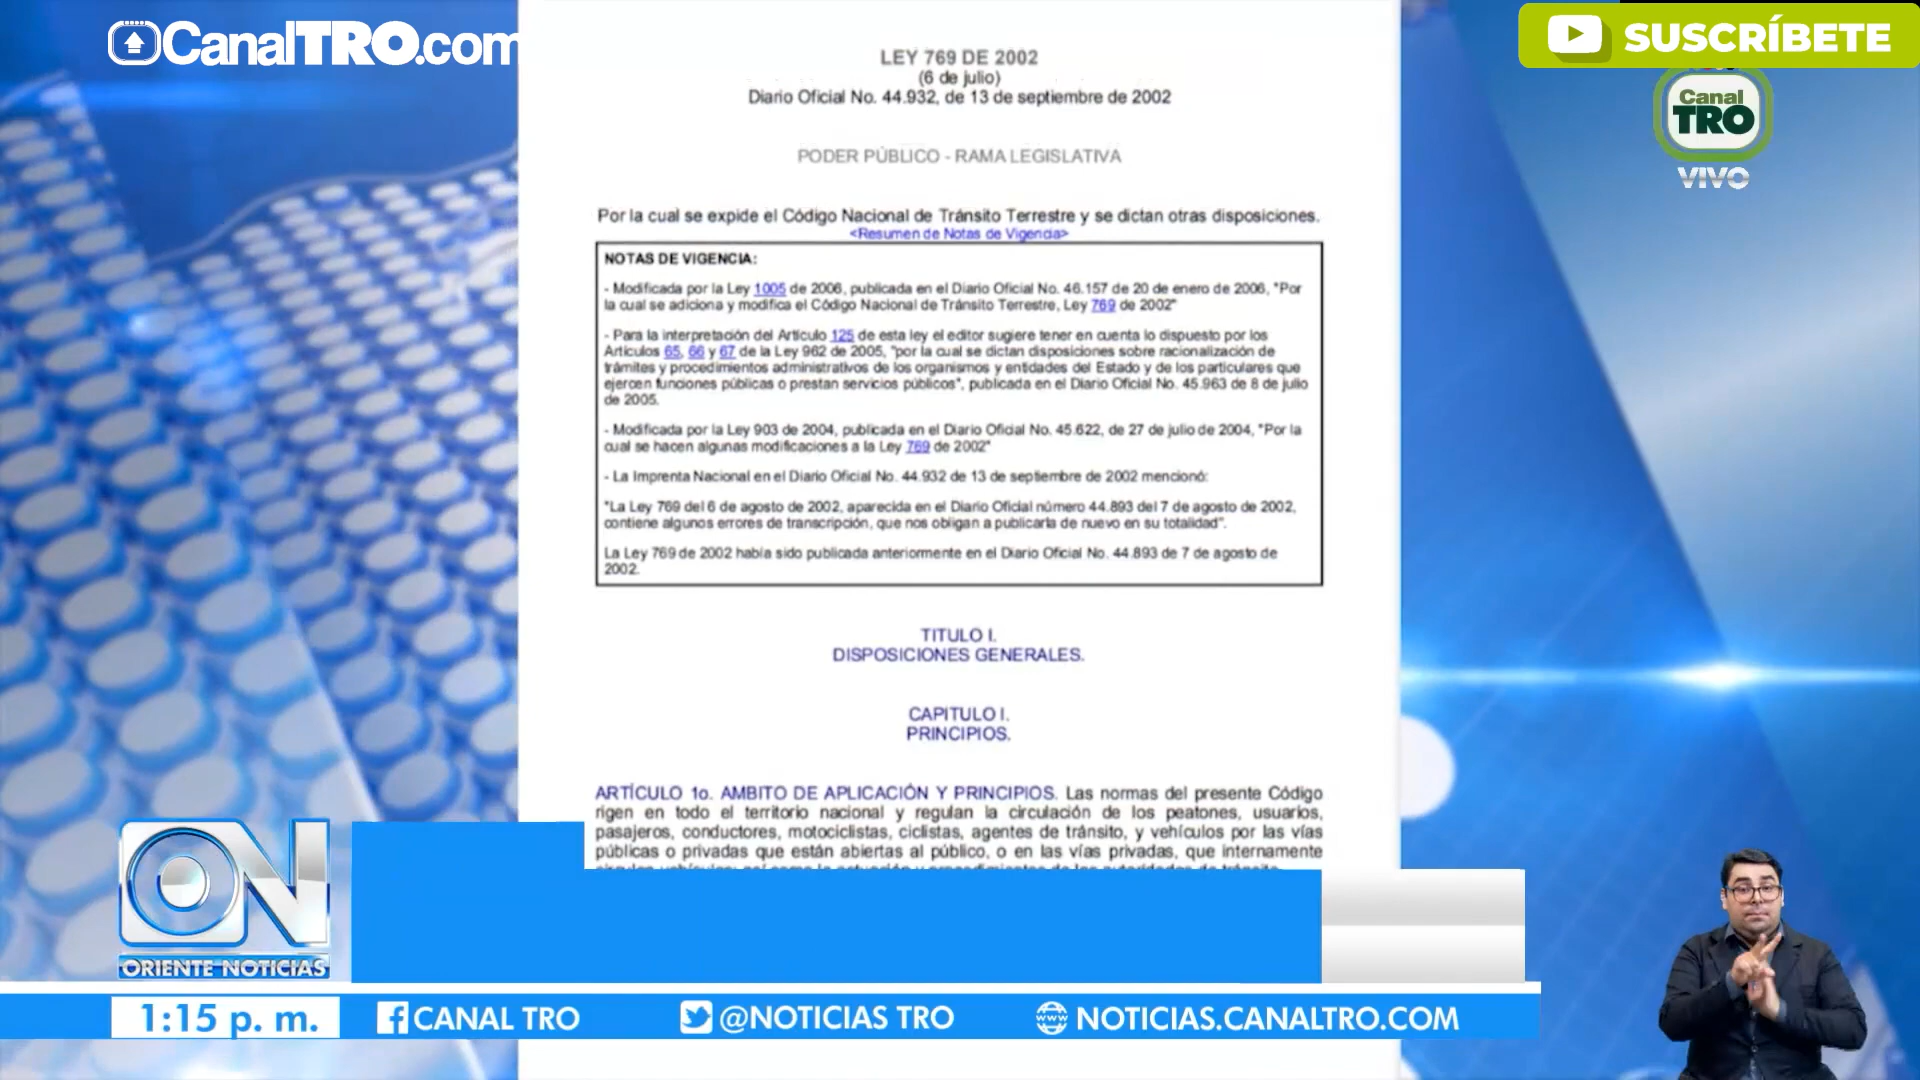 CanalTRO.com
SUSCRÍBETE
Canal
TRO
VIVO
LEY 769 DE 2002
(6 de julio)
Diario Oficial No. 44.932, de 13 de septiembre de 2002
PODER PÚBLICO - RAMA LEGISLATIVA
Por la cual se expide el Código Nacional de Tránsito Terrestre y se dictan otras disposiciones.
<Resumen de Notas de Vigencia>
NOTAS DE VIGENCIA:
- Modificada por la Ley 1005 de 2006, publicada en el Diario Oficial No. 46.157 de 20 de enero de 2006, "Por
la cual se adiciona y modifica el Código Nacional de Tránsito Terrestre, Ley 769 de 2002"
- Para la interpretación del Artículo 125 de esta ley el editor sugiere tener en cuenta lo dispuesto por los
Artículos 65, 66 y 67 de la Ley 962 de 2005, "por la cual se dictan disposiciones sobre racionalización de
trámites y procedimientos administrativos de los organismos y entidades del Estado y de los particulares que
ejercen funciones públicas o prestan servicios públicos", publicada en el Diario Oficial No. 45.963 de 8 de julio
de 2005.
- Modificada por la Ley 903 de 2004, publicada en el Diario Oficial No. 45.622, de 27 de julio de 2004, "Por la
cual se hacen algunas modificaciones a la Ley 769 de 2002"
- La Imprenta Nacional en el Diario Oficial No. 44.932 de 13 de septiembre de 2002 mencionó:
"La Ley 769 del 6 de agosto de 2002, aparecida en el Diario Oficial número 44.893 del 7 de agosto de 2002,
contiene algunos errores de transcripción, que nos obligan a publicarla de nuevo en su totalidad".
La Ley 769 de 2002 había sido publicada anteriormente en el Diario Oficial No. 44.893 de 7 de agosto de
2002.
TITULO I.
DISPOSICIONES GENERALES.
CAPITULO I.
PRINCIPIOS.
ARTÍCULO 1o. AMBITO DE APLICACIÓN Y PRINCIPIOS. Las normas del presente Código
rigen en todo el territorio nacional y regulan la circulación de los peatones, usuarios,
pasajeros, conductores, motociclistas, ciclistas, agentes de tránsito, y vehículos por las vías
públicas o privadas que están abiertas al público, o en las vías privadas, que internamente
ON
ORIENTE NOTICIAS
1:15 p. m.
CANAL TRO
@NOTICIAS TRO
NOTICIAS.CANALTRO.COM